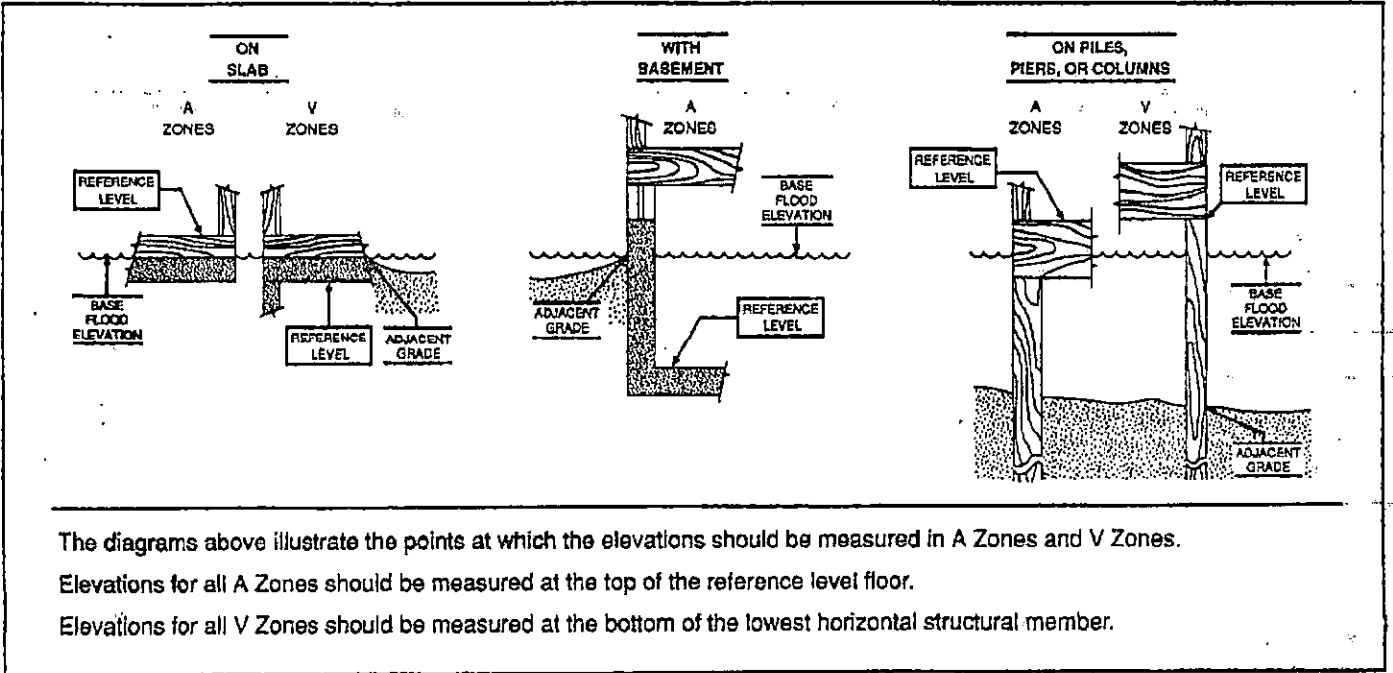 ON
SLAB
A
ZONES
V
ZONES
REFERENCE
LEVEL
BASE
FLOOD
ELEVATION
REFERENCE
LEVEL
ADJACENT
GRADE
WITH
BASEMENT
A
ZONES
BASE
FLOOD
ELEVATION
ADJACENT
GRADE
REFERENCE
LEVEL
ON PILES,
PIERS, OR COLUMNS
A
ZONES
V
ZONES
REFERENCE
LEVEL
REFERENCE
LEVEL
BASE
FLOOD
ELEVATION
ADJACENT
GRADE
The diagrams above illustrate the points at which the elevations should be measured in A Zones and V Zones.
Elevations for all A Zones should be measured at the top of the reference level floor.
Elevations for all V Zones should be measured at the bottom of the lowest horizontal structural member.